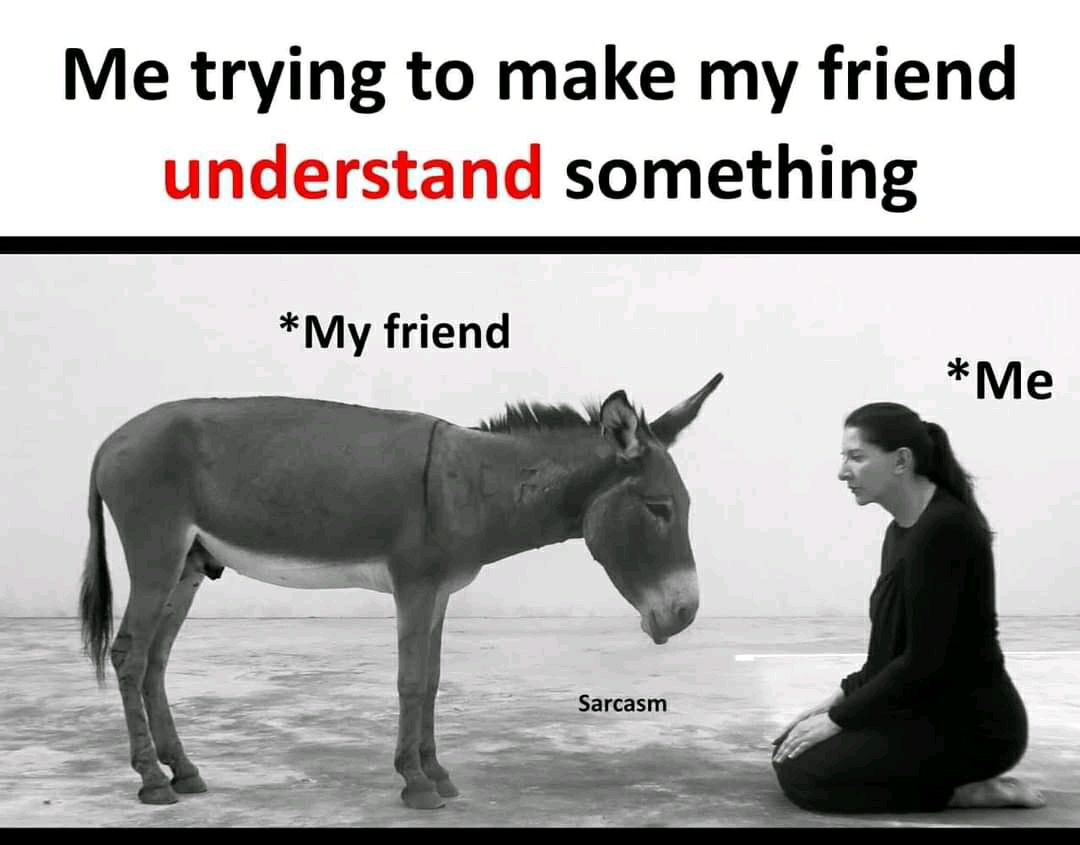 Me trying to make my friend
understand something
*My friend
*Me
Sarcasm